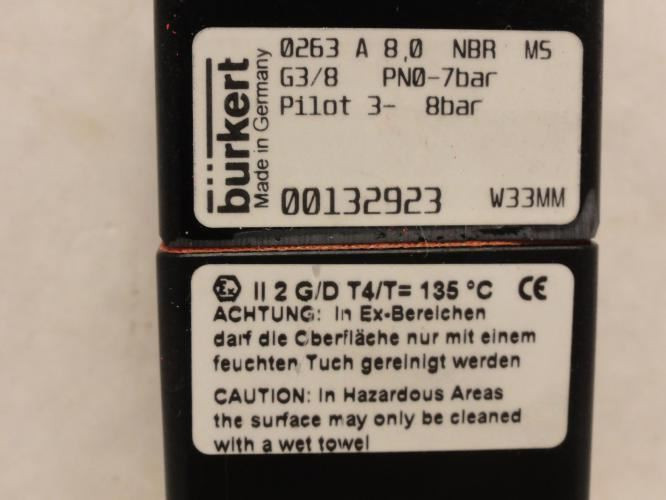 bürkert
Made in Germany
0263 A 8,0 NBR MS
G3/8 PN0-7bar
Pilot 3- 8bar
00132923 W33MM
Ex II 2 G/D T4/T= 135 °C CE
ACHTUNG: In Ex-Bereichen
darf die Oberfläche nur mit einem
feuchten Tuch gereinigt werden
CAUTION: In Hazardous Areas
the surface may only be cleaned
with a wet towel